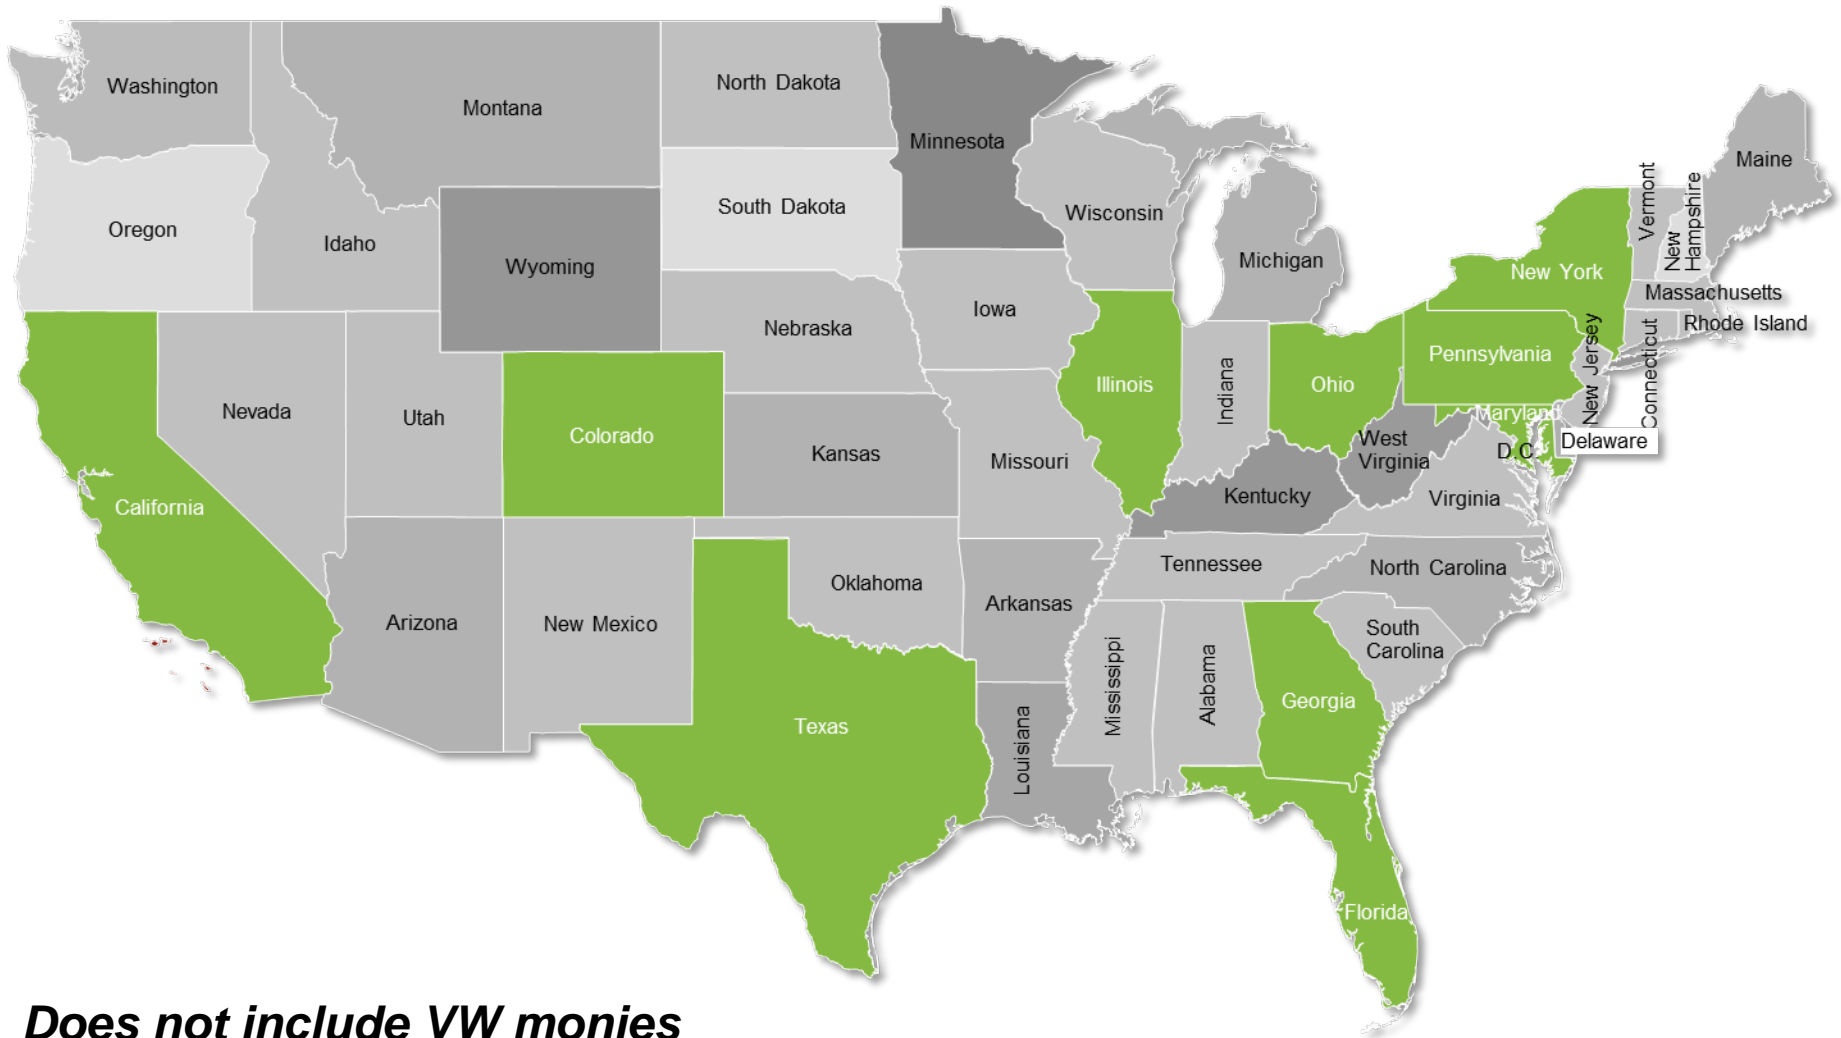 Washington
Montana
North Dakota
Minnesota
Maine
Oregon
Idaho
Wyoming
South Dakota
Wisconsin
Michigan
Vermont
New
Hampshire
New York
Massachusetts
Rhode Island
Connecticut
New Jersey
Pennsylvania
Nebraska
Iowa
Illinois
Indiana
Ohio
Nevada
Utah
Colorado
Kansas
Missouri
Maryland
D.C.
Delaware
West
Virginia
Kentucky
Virginia
California
Tennessee
North Carolina
Arizona
New Mexico
Oklahoma
Arkansas
South
Carolina
Mississippi
Alabama
Georgia
Texas
Louisiana
Florida
Does not include VW monies